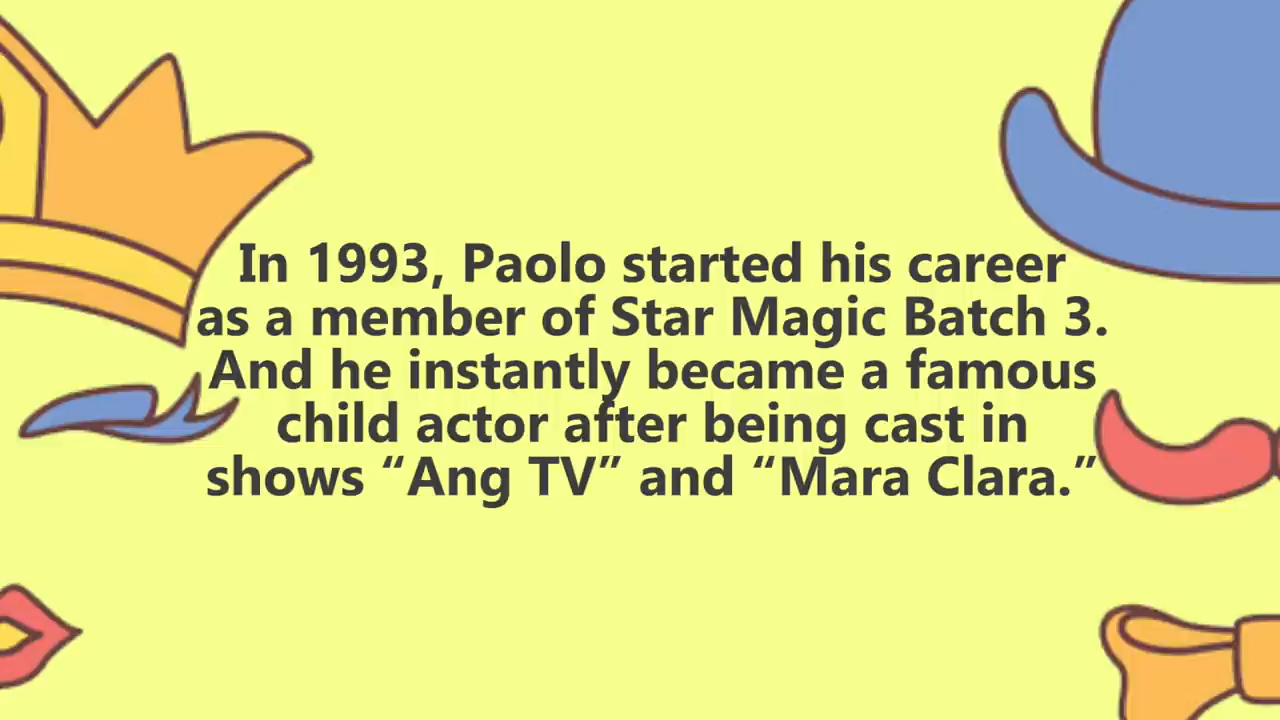 In 1993, Paolo started his career
as a member of Star Magic Batch 3.
And he instantly became a famous
child actor after being cast in
shows “Ang TV” and “Mara Clara.”